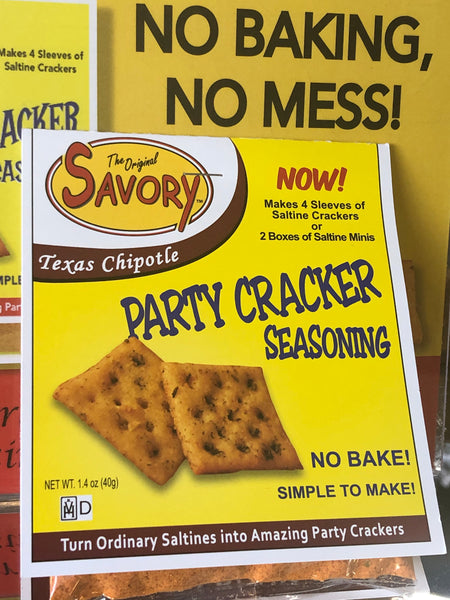 NO BAKING,
NO MESS!
Makes 4 Sleeves of
Saltine Crackers
ACKER
The Original
SAVORY™
Texas Chipotle
NOW!
Makes 4 Sleeves of
Saltine Crackers
or
2 Boxes of Saltine Minis
PARTY CRACKER
SEASONING
NO BAKE!
SIMPLE TO MAKE!
NET WT. 1.4 oz (40g)
D
Turn Ordinary Saltines into Amazing Party Crackers